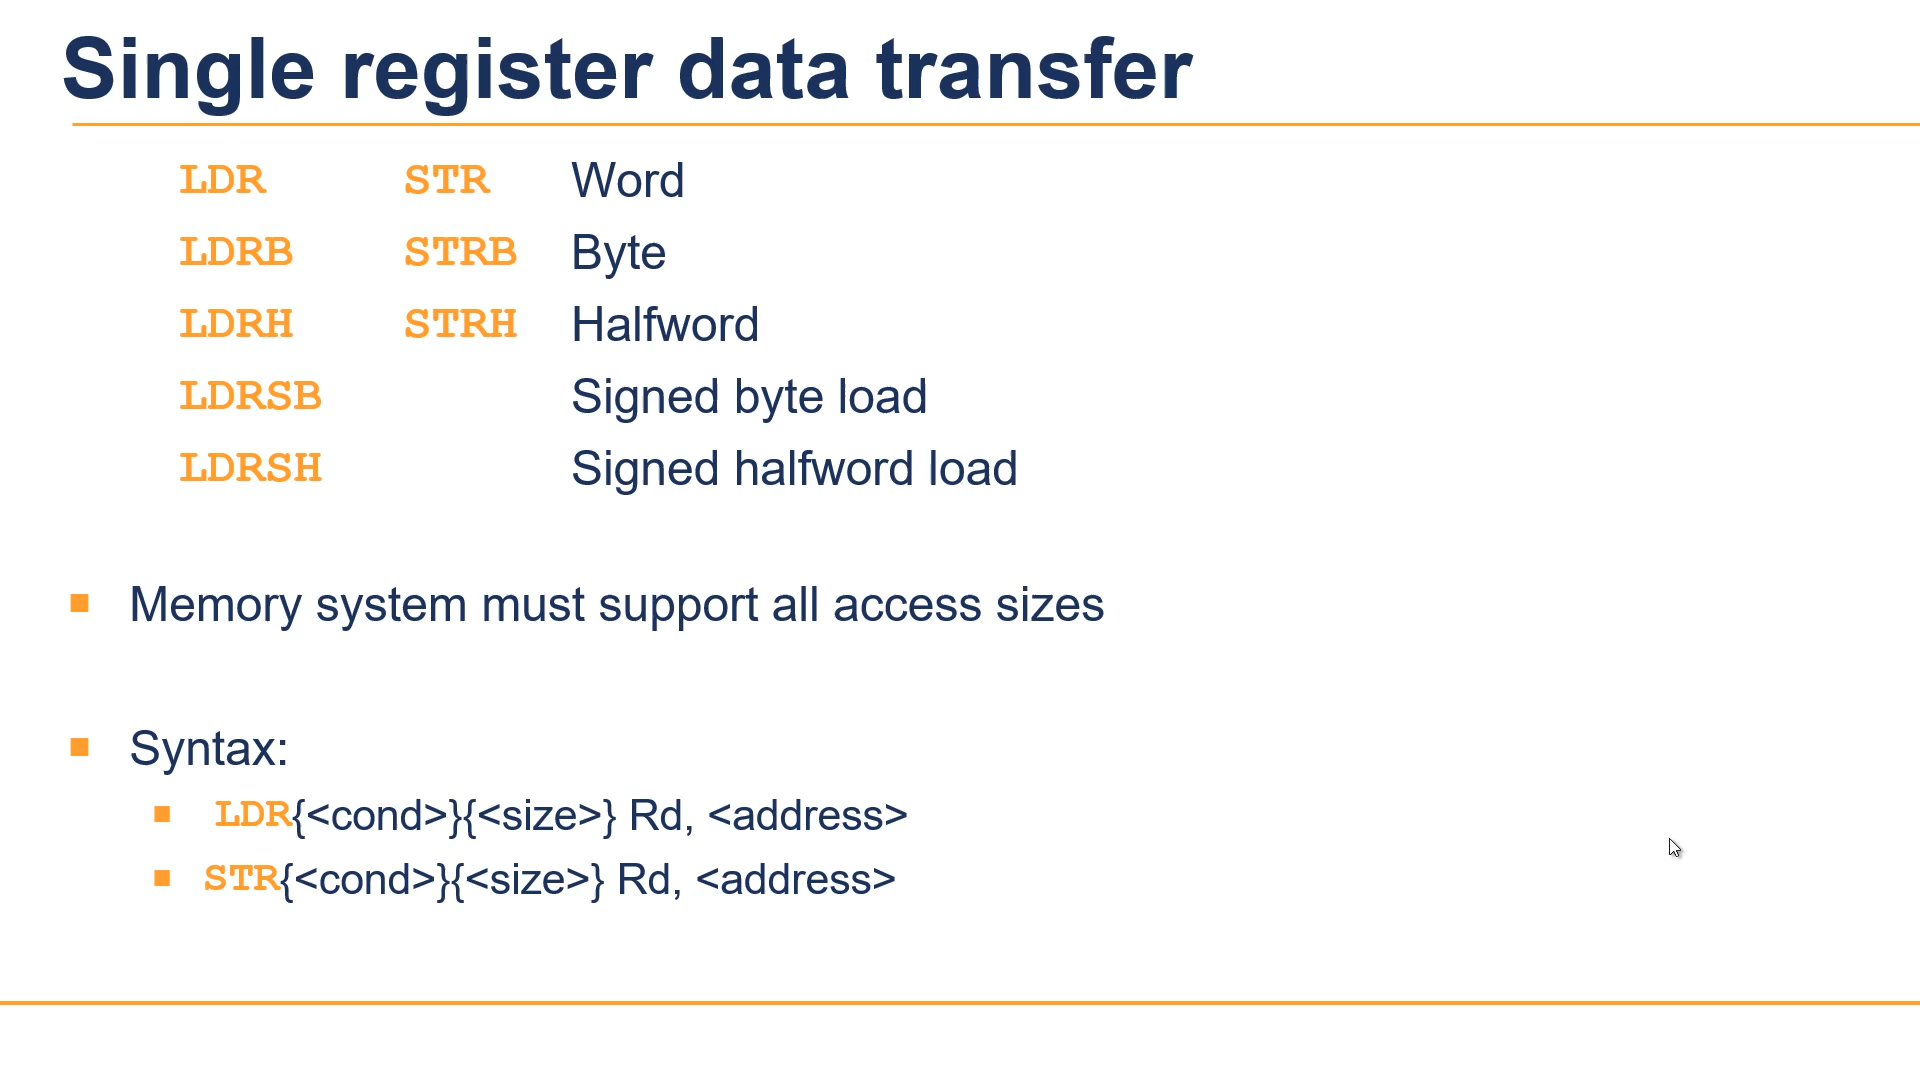 Single register data transfer
LDR STR Word
LDRB STRB Byte
LDRH STRH Halfword
LDRSB Signed byte load
LDRSH Signed halfword load
Memory system must support all access sizes
Syntax:
LDR{<cond>}{<size>} Rd, <address>
STR{<cond>}{<size>} Rd, <address>